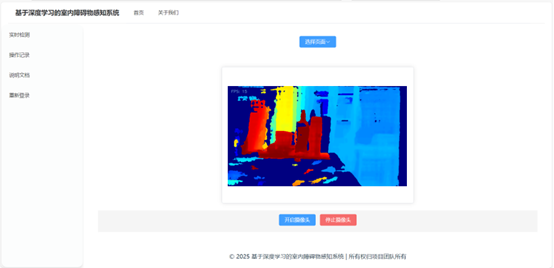 基于深度学习的室内障碍物感知系统 首页 关于我们
实时检测
操作记录
说明文档
重新登录
选择页面
开启摄像头 停止摄像头
© 2025 基于深度学习的室内障碍物感知系统 | 所有权归项目团队所有